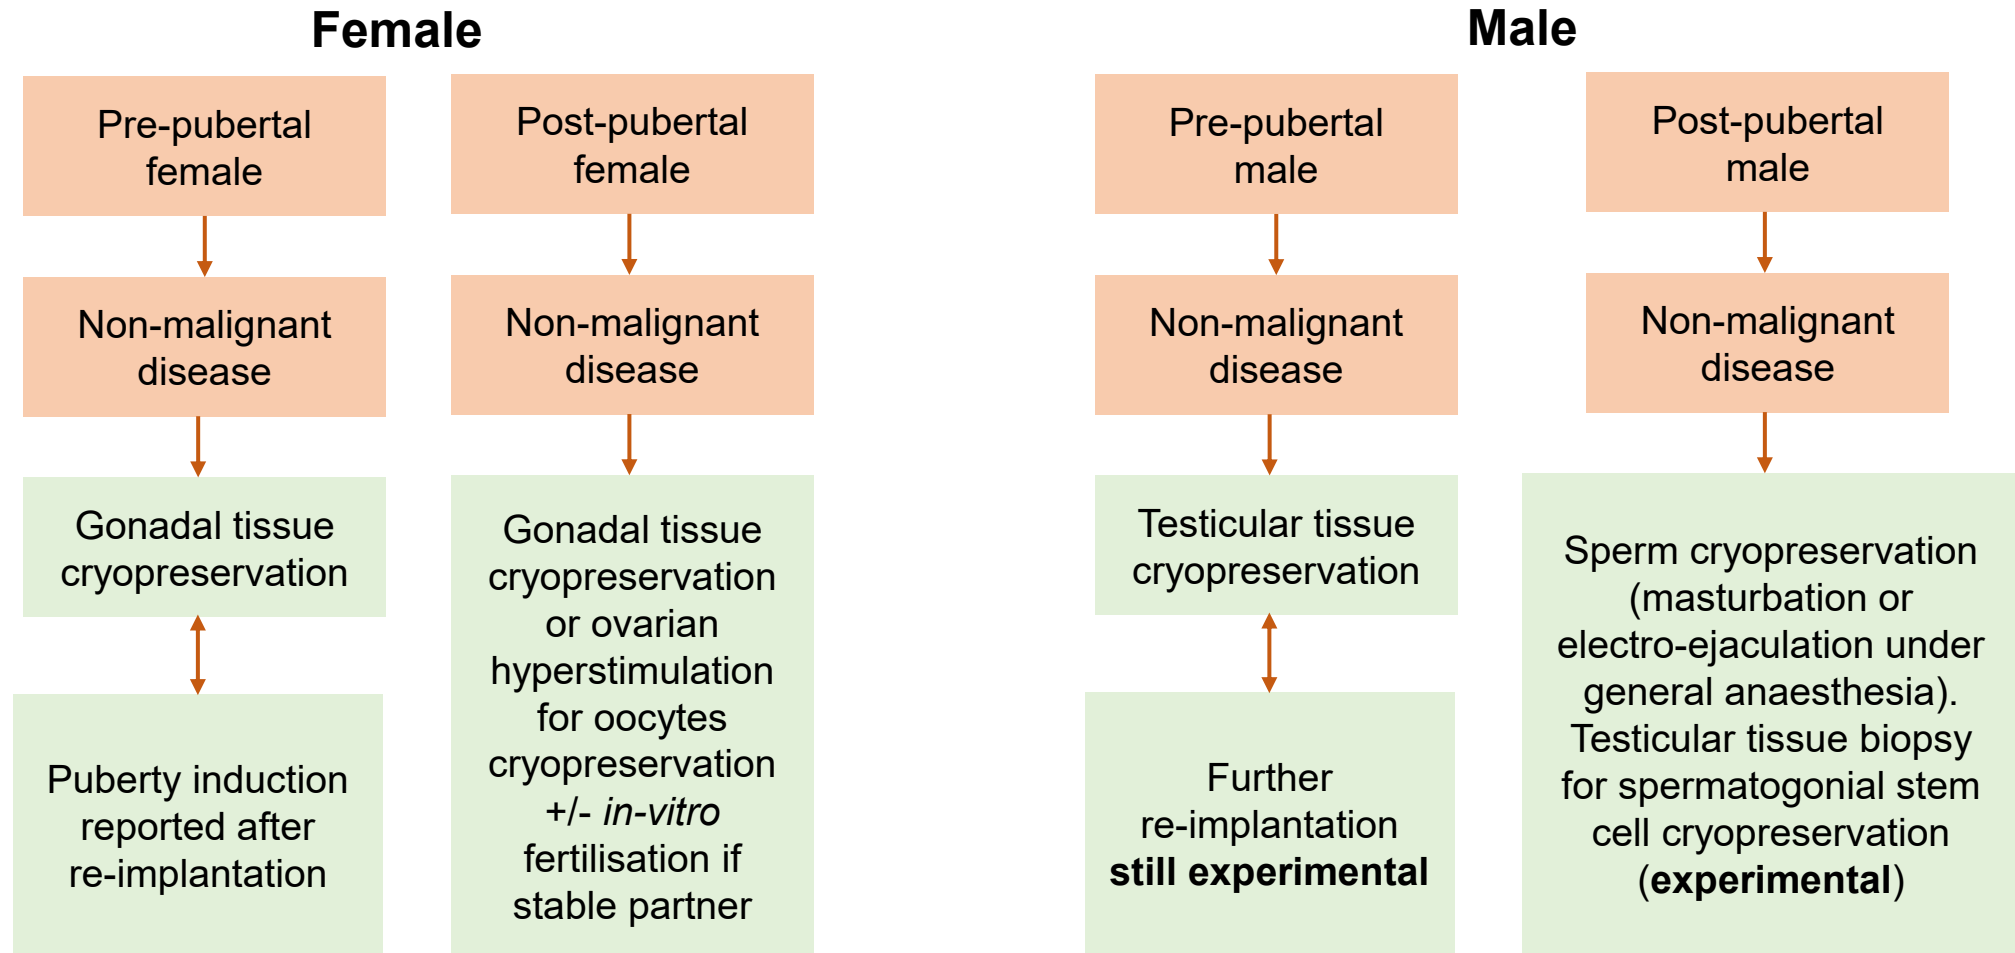 Female
Pre-pubertal
female
Non-malignant
disease
Gonadal tissue
cryopreservation
Puberty induction
reported after
re-implantation
Post-pubertal
female
Non-malignant
disease
Gonadal tissue
cryopreservation
or ovarian
hyperstimulation
for oocytes
cryopreservation
+/- in-vitro
fertilisation if
stable partner
Male
Pre-pubertal
male
Non-malignant
disease
Testicular tissue
cryopreservation
Further
re-implantation
still experimental
Post-pubertal
male
Non-malignant
disease
Sperm cryopreservation
(masturbation or
electro-ejaculation under
general anaesthesia).
Testicular tissue biopsy
for spermatogonial stem
cell cryopreservation
(experimental)